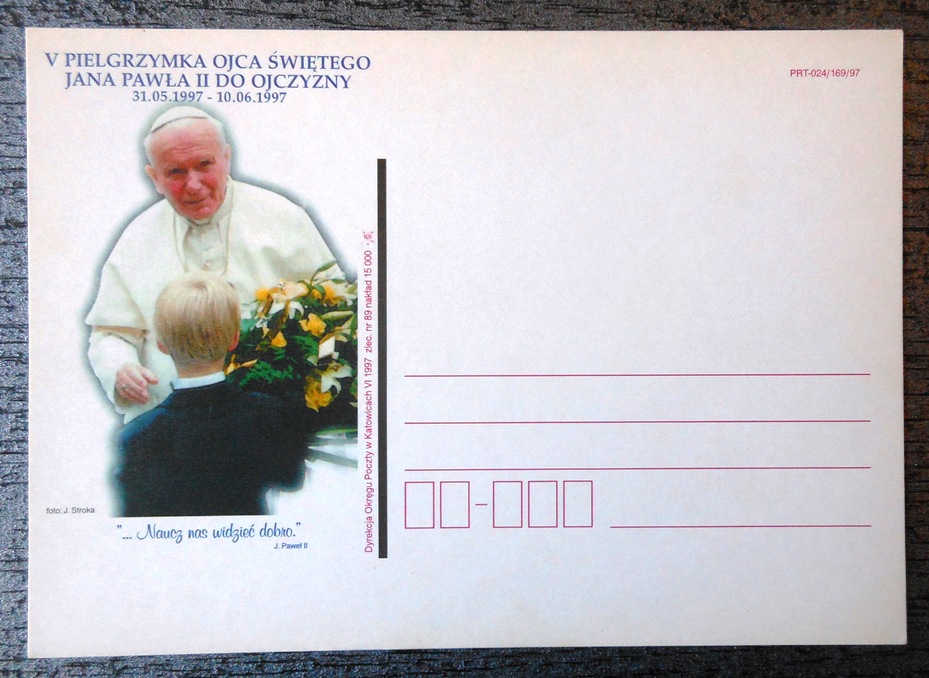 V PIELGRZYMKA OJCA ŚWIĘTEGO
JANA PAWŁA II DO OJCZYZNY
31.05.1997 - 10.06.1997
foto: J. Stroka
"... Naucz nas widzieć dobro."
J. Paweł II
Dyrekcja Okręgu Poczty w Katowicach VI 1997 zlec. nr 89 nakład 15 000
PRT-024/169/97